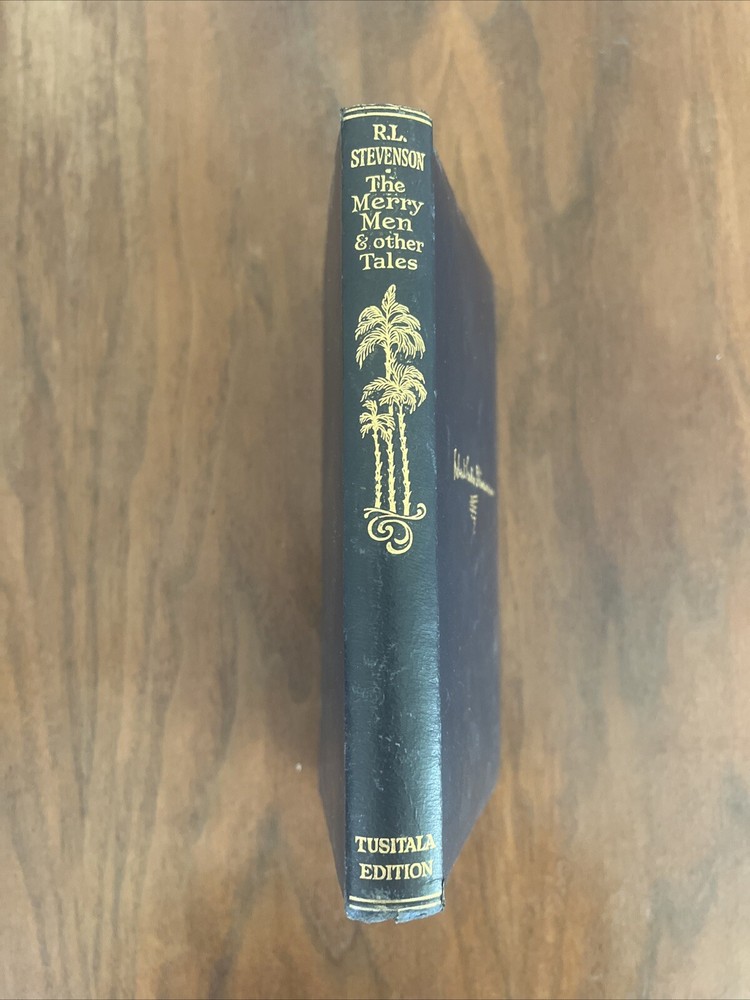 R.L.
STEVENSON
The
Merry
Men
& other
Tales
TUSITALA
EDITION